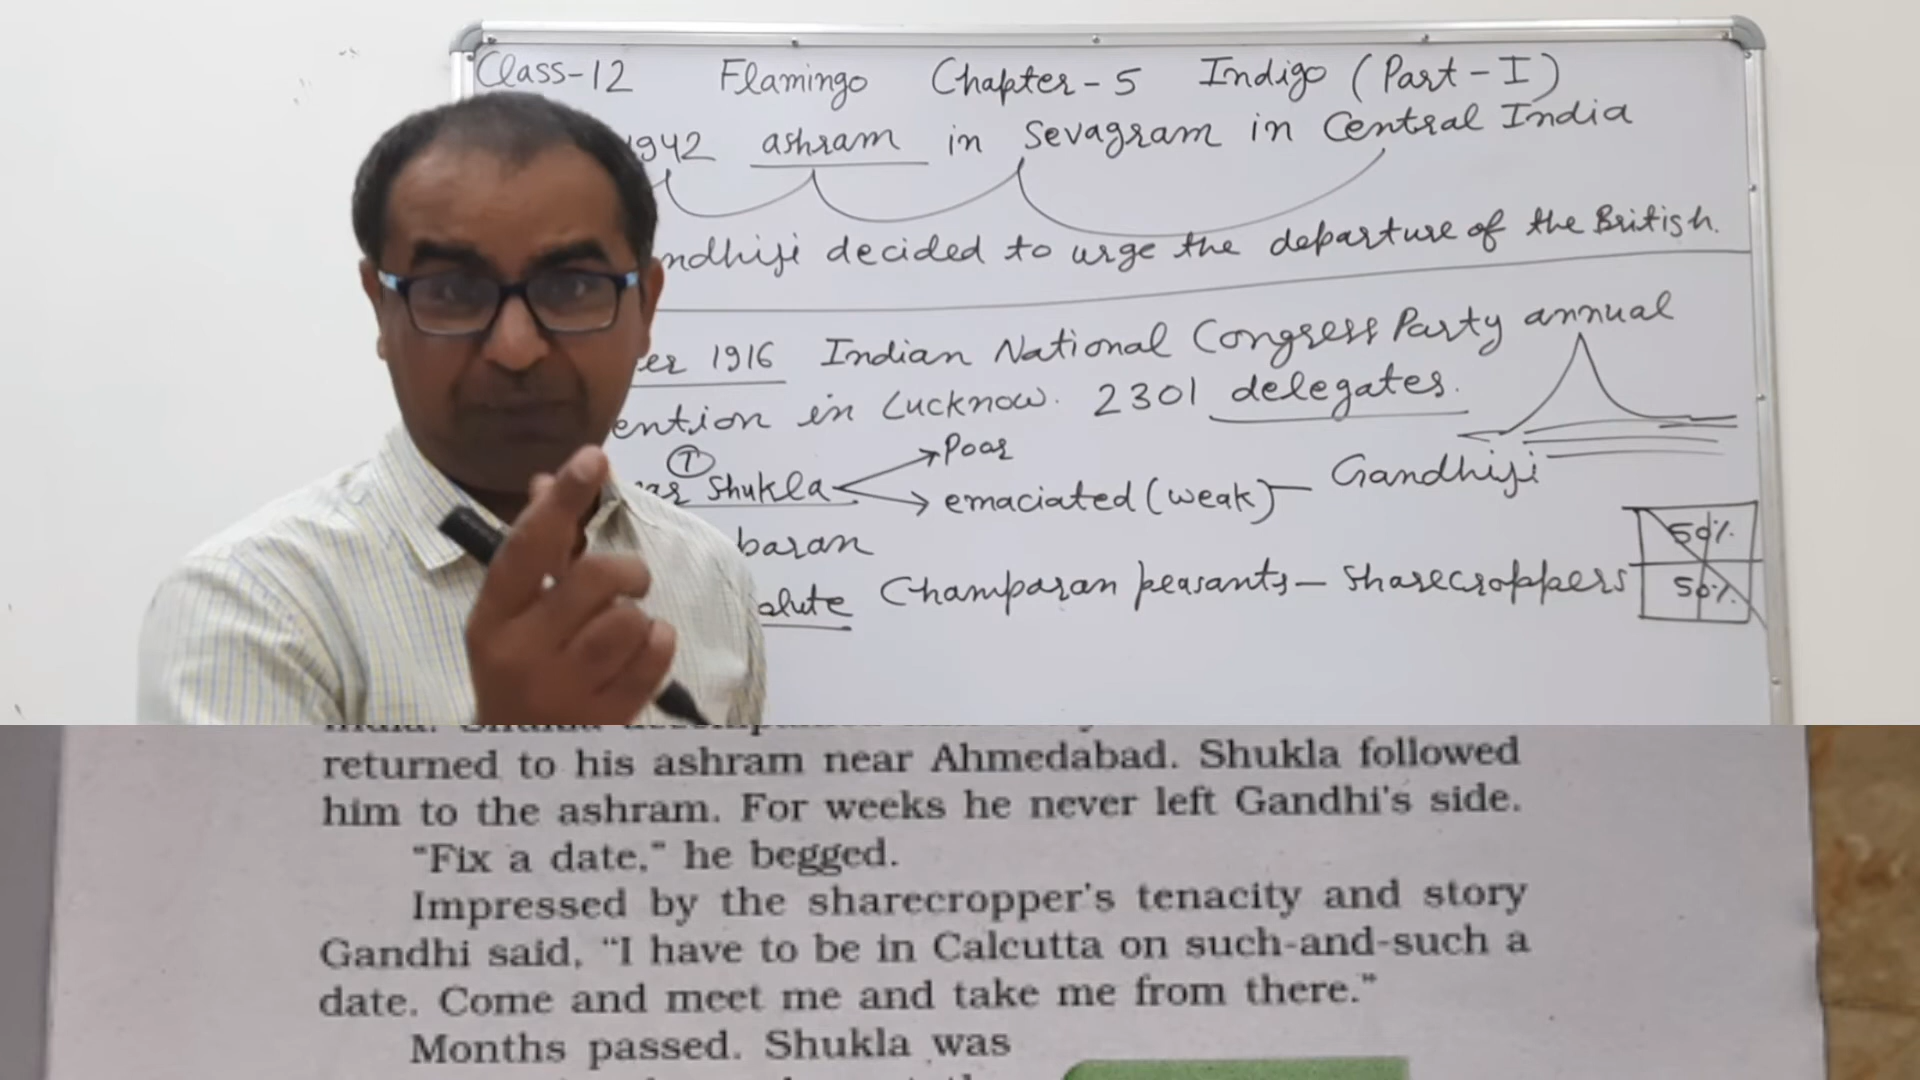 Class-12 Flamingo Chapter-5 Indigo (Part-I)
1942 ashram in Sevagram in Central India
ndhiji decided to urge the departure of the British.
er 1916 Indian National Congress Party annual
ention in Lucknow. 2301 delegates.
Poor
ar Shukla emaciated (weak) - Gandhiji
baran
50%
olute Champaran peasants - Sharecroppers
50%
returned to his ashram near Ahmedabad. Shukla followed
him to the ashram. For weeks he never left Gandhi's side.
"Fix a date," he begged.
Impressed by the sharecropper's tenacity and story
Gandhi said, "I have to be in Calcutta on such-and-such a
date. Come and meet me and take me from there."
Months passed. Shukla was